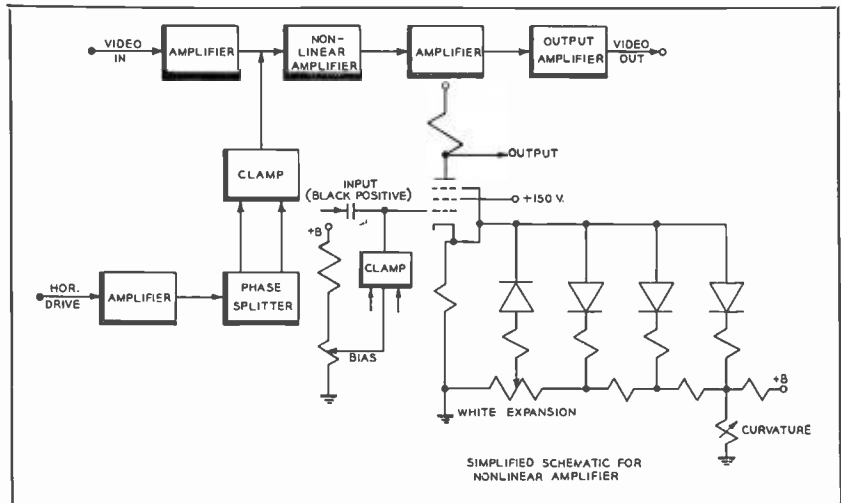 VIDEO
IN
AMPLIFIER
NON-
LINEAR
AMPLIFIER
AMPLIFIER
OUTPUT
AMPLIFIER
VIDEO
OUT
OUTPUT
CLAMP
INPUT
(BLACK POSITIVE)
+150 V.
+B
CLAMP
HOR.
DRIVE
AMPLIFIER
PHASE
SPLITTER
BIAS
+B
WHITE EXPANSION
CURVATURE
SIMPLIFIED SCHEMATIC FOR
NONLINEAR AMPLIFIER